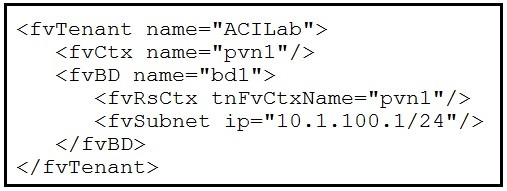 <fvTenant name="ACILab">
<fvCtx name="pvn1"/>
<fvBD name="bd1">
<fvRsCtx tnFvCtxName="pvn1"/>
<fvSubnet ip="10.1.100.1/24"/>
</fvBD>
</fvTenant>